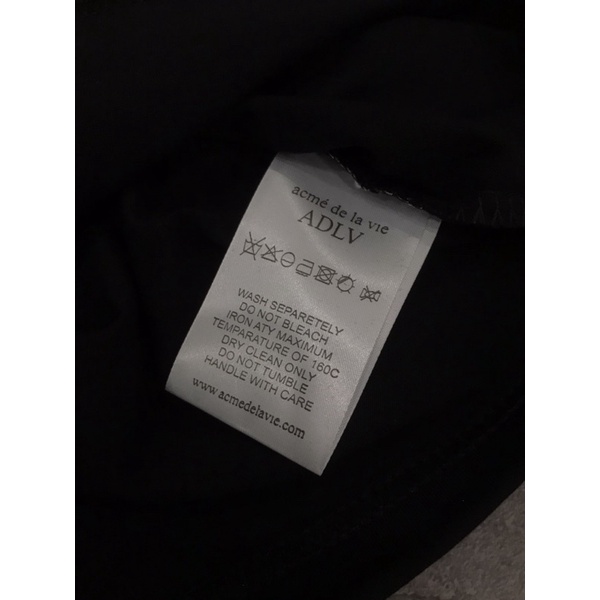 acmé de la vie
ADLV
WASH SEPARETELY
DO NOT BLEACH
IRON ATY MAXIMUM
TEMPARATURE OF 160C
DRY CLEAN ONLY
DO NOT TUMBLE
HANDLE WITH CARE
www.acmedelavie.com